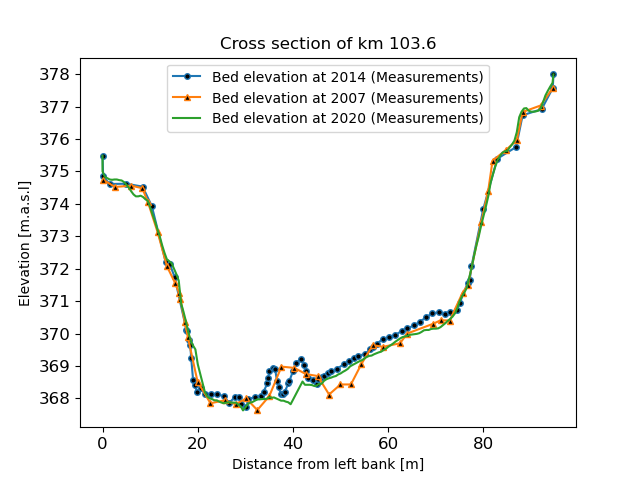 Cross section of km 103.6
Bed elevation at 2014 (Measurements)
Bed elevation at 2007 (Measurements)
Bed elevation at 2020 (Measurements)
378
377
376
375
374
373
372
371
370
369
368
Elevation [m.a.s.l]
0 20 40 60 80
Distance from left bank [m]